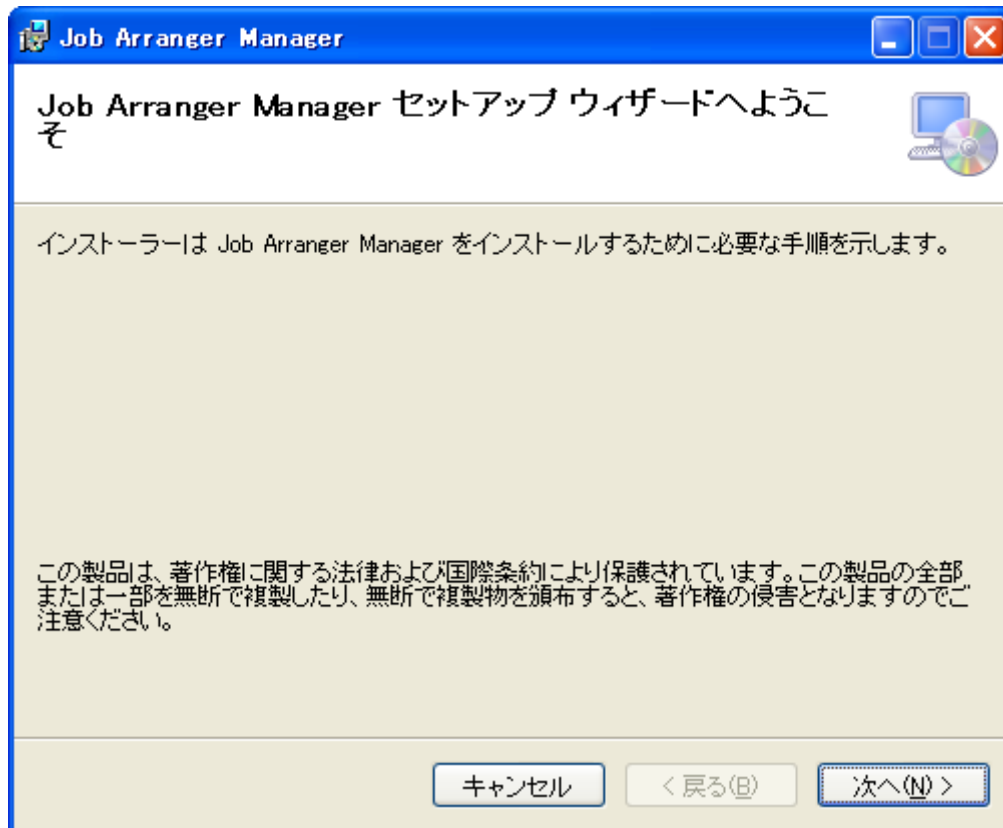 Job Arranger Manager
Job Arranger Manager セットアップ ウィザードへようこ
そ
インストーラーは Job Arranger Manager をインストールするために必要な手順を示します。
この製品は、著作権に関する法律および国際条約により保護されています。この製品の全部
または一部を無断で複製したり、無断で複製物を頒布すると、著作権の侵害となりますのでご
注意ください。
キャンセル
< 戻る(B)
次へ(N) >